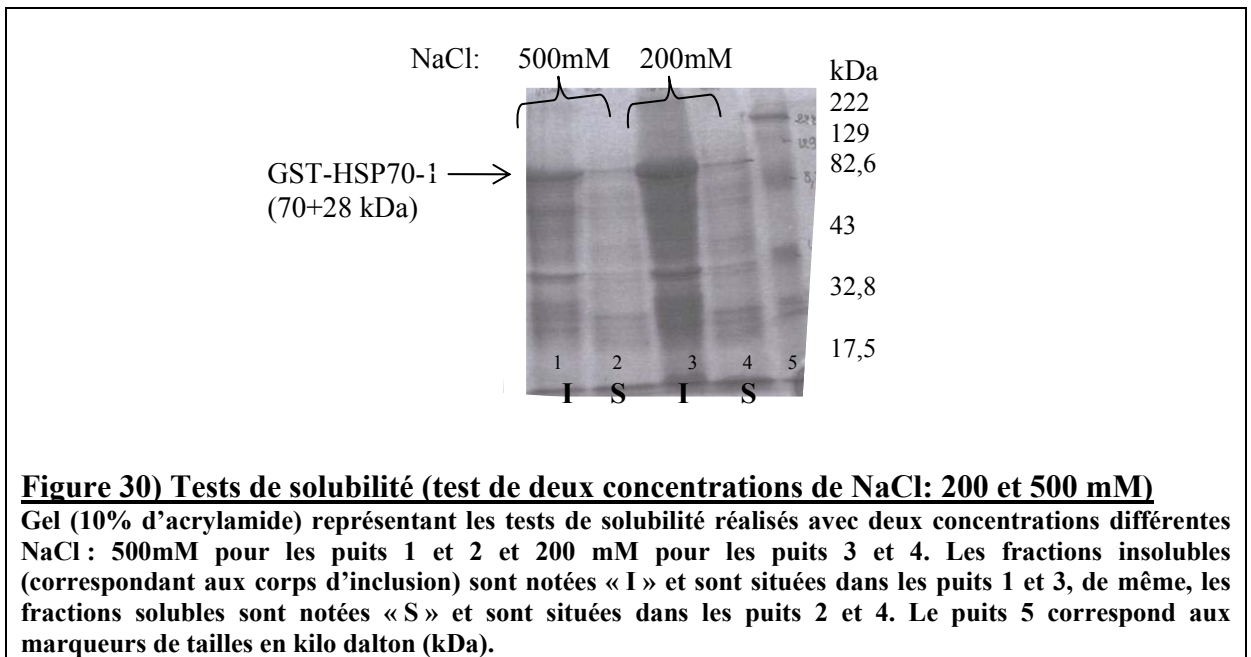 NaCl: 500mM 200mM
kDa
222
129
82,6
GST-HSP70-1
(70+28 kDa)
43
32,8
17,5
1 2 3 4 5
I S I S
Figure 30) Tests de solubilité (test de deux concentrations de NaCl: 200 et 500 mM)
Gel (10% d’acrylamide) représentant les tests de solubilité réalisés avec deux concentrations différentes
NaCl : 500mM pour les puits 1 et 2 et 200 mM pour les puits 3 et 4. Les fractions insolubles
(correspondant aux corps d’inclusion) sont notées « I » et sont situées dans les puits 1 et 3, de même, les
fractions solubles sont notées « S » et sont situées dans les puits 2 et 4. Le puits 5 correspond aux
marqueurs de tailles en kilo dalton (kDa).